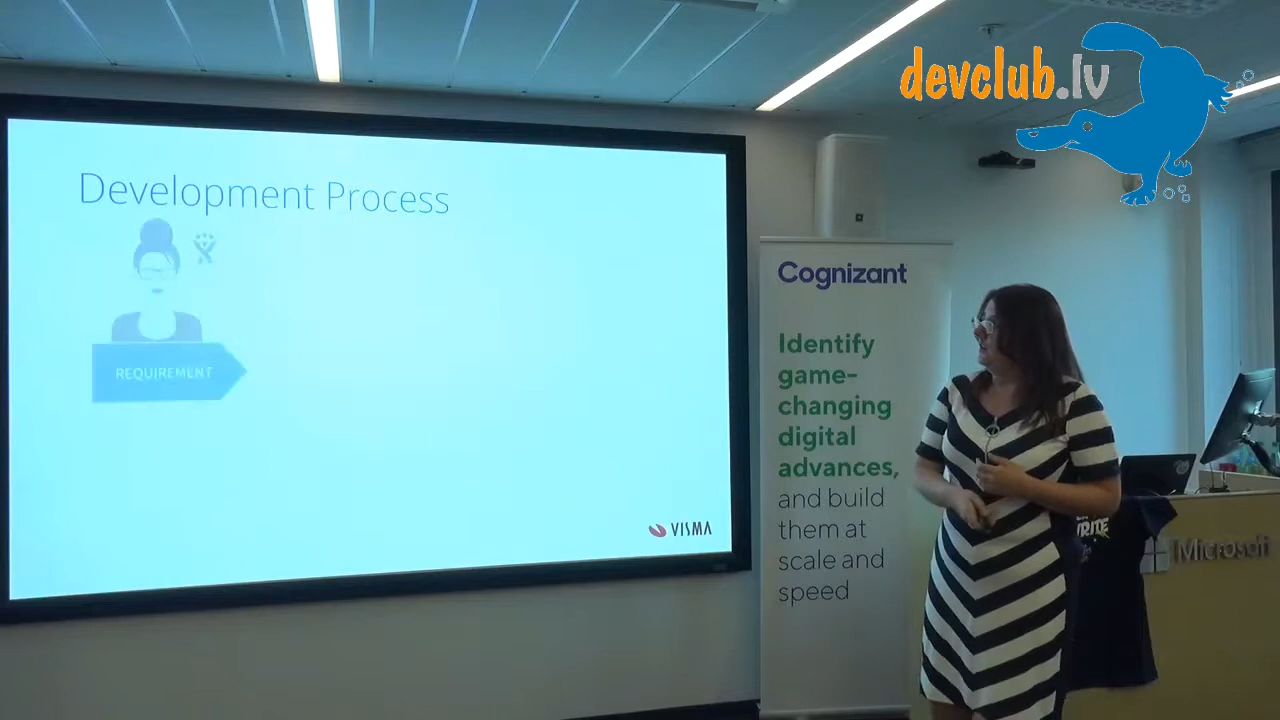 devclub.lv
Development Process
REQUIREMENT
VISMA
Cognizant
Identify
game-
changing
digital
advances,
and build
them at
scale and
speed
Microsoft